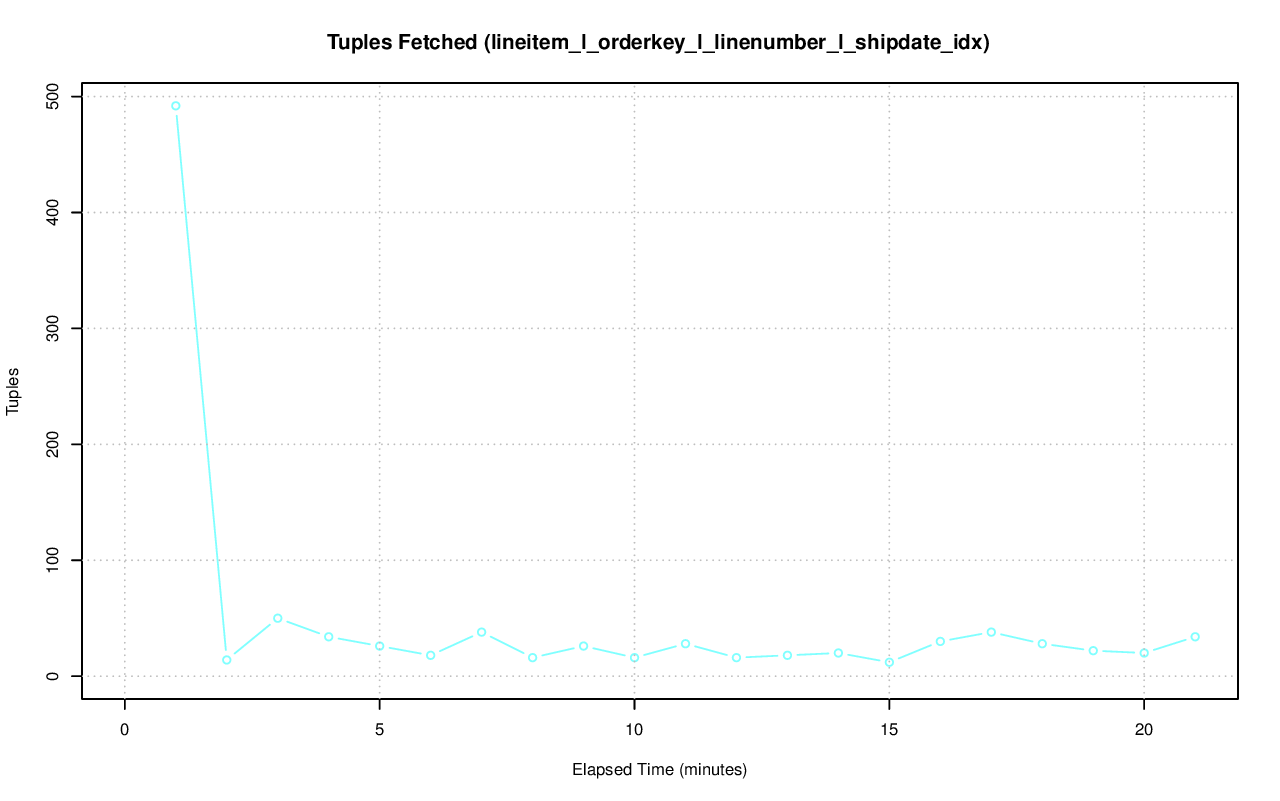 Tuples Fetched (lineitem_l_orderkey_l_linenumber_l_shipdate_idx)
500
400
300
200
100
0
Tuples
0 5 10 15 20
Elapsed Time (minutes)